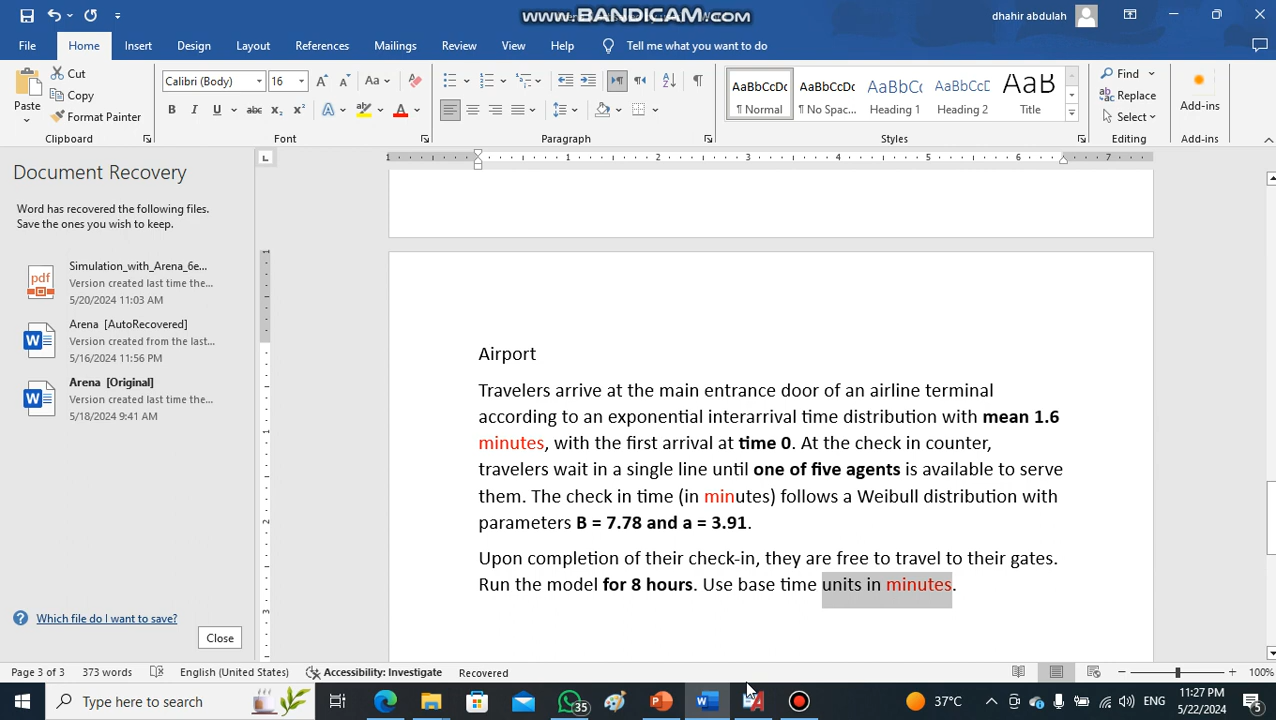 WWW.BANDICAM.COM
dhahir abdulah
File Home Insert Design Layout References Mailings Review View Help Tell me what you want to do
Paste
Cut
Copy
Format Painter
Clipboard
Calibri (Body) 16
Font
Paragraph
AaBbCcDc AaBbCcDc AaBbC AaBbCc AaB
¶ Normal ¶ No Spac... Heading 1 Heading 2 Title
Styles
Find
Replace
Select
Editing
Add-ins
Add-ins
Document Recovery
Word has recovered the following files.
Save the ones you wish to keep.
Simulation_with_Arena_6e...
Version created last time the...
5/20/2024 11:03 AM
Arena [AutoRecovered]
Version created from the last...
5/16/2024 11:56 PM
Arena [Original]
Version created last time the...
5/18/2024 9:41 AM
Which file do I want to save?
Close
Airport
Travelers arrive at the main entrance door of an airline terminal
according to an exponential interarrival time distribution with mean 1.6
minutes, with the first arrival at time 0. At the check in counter,
travelers wait in a single line until one of five agents is available to serve
them. The check in time (in minutes) follows a Weibull distribution with
parameters B = 7.78 and a = 3.91.
Upon completion of their check-in, they are free to travel to their gates.
Run the model for 8 hours. Use base time units in minutes.
Page 3 of 3 373 words English (United States) Accessibility: Investigate Recovered 100%
Type here to search
35
37°C
ENG
11:27 PM
5/22/2024
5